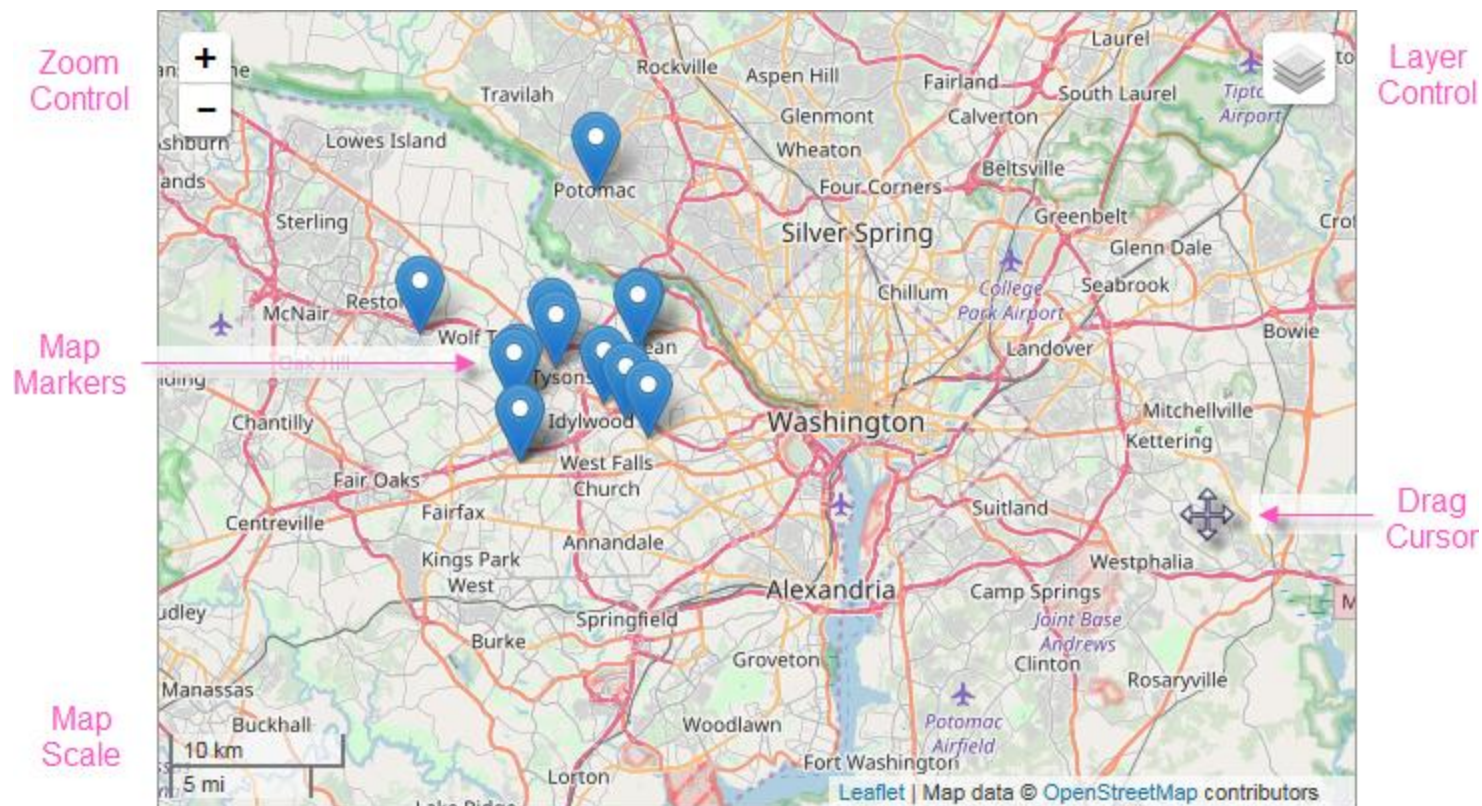 Zoom
Control
Layer
Control
Map
Markers
Drag
Cursor
Map
Scale
+
−
Laurel
Rockville
Aspen Hill
Fairland
South Laurel
Travilah
Airport
Glenmont
Calverton
Lowes Island
Wheaton
Beltsville
Potomac
Four Corners
Sterling
Silver Spring
Greenbelt
Glenn Dale
Chillum
College
Park Airport
Seabrook
McNair
Bowie
Landover
Oak Hill
Tysons
Mitchellville
Chantilly
Idylwood
Washington
Kettering
West Falls
Church
Fair Oaks
Centreville
Fairfax
Suitland
Annandale
Kings Park
West
Westphalia
Alexandria
Camp Springs
Springfield
Joint Base
Andrews
Burke
Groveton
Clinton
Rosaryville
Manassas
Buckhall
Woodlawn
Potomac
Airfield
10 km
5 mi
Lorton
Fort Washington
Leaflet | Map data © OpenStreetMap contributors